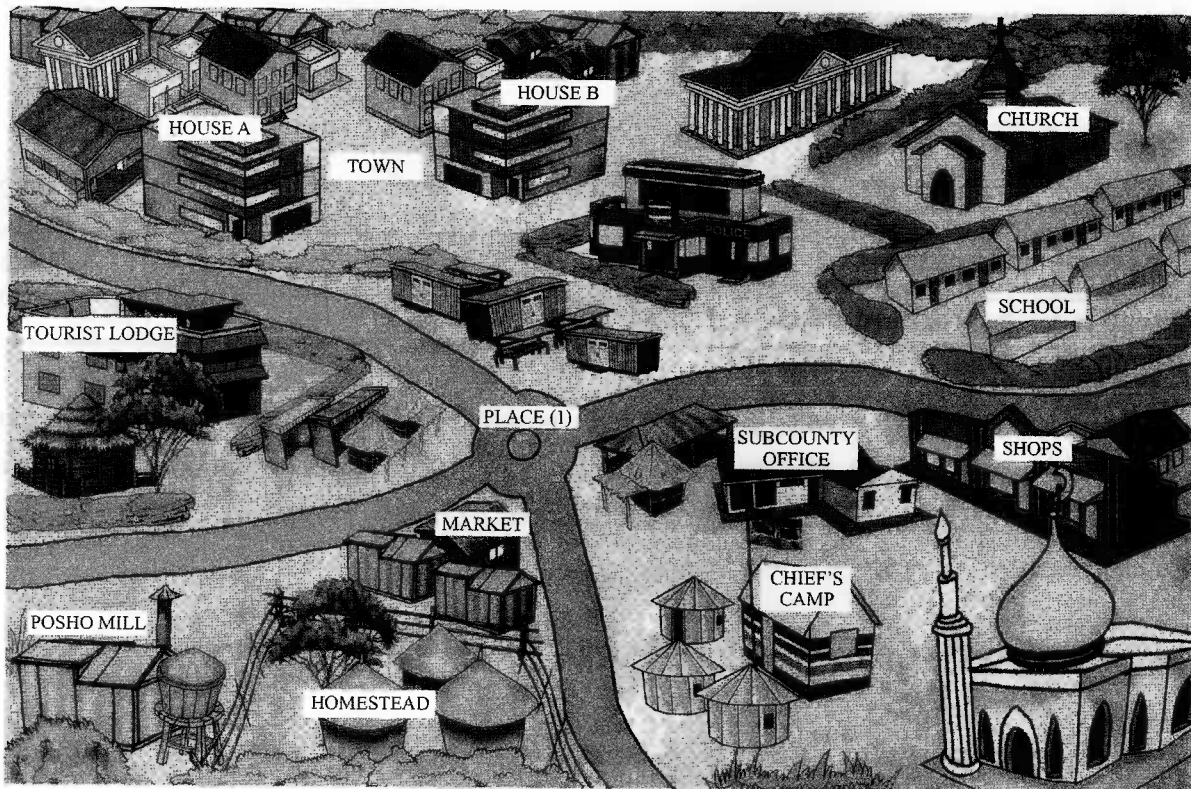 HOUSE A
HOUSE B
TOWN
CHURCH
POLICE
SCHOOL
TOURIST LODGE
PLACE (1)
SUBCOUNTY
OFFICE
SHOPS
MARKET
CHIEF'S
CAMP
POSHO MILL
HOMESTEAD